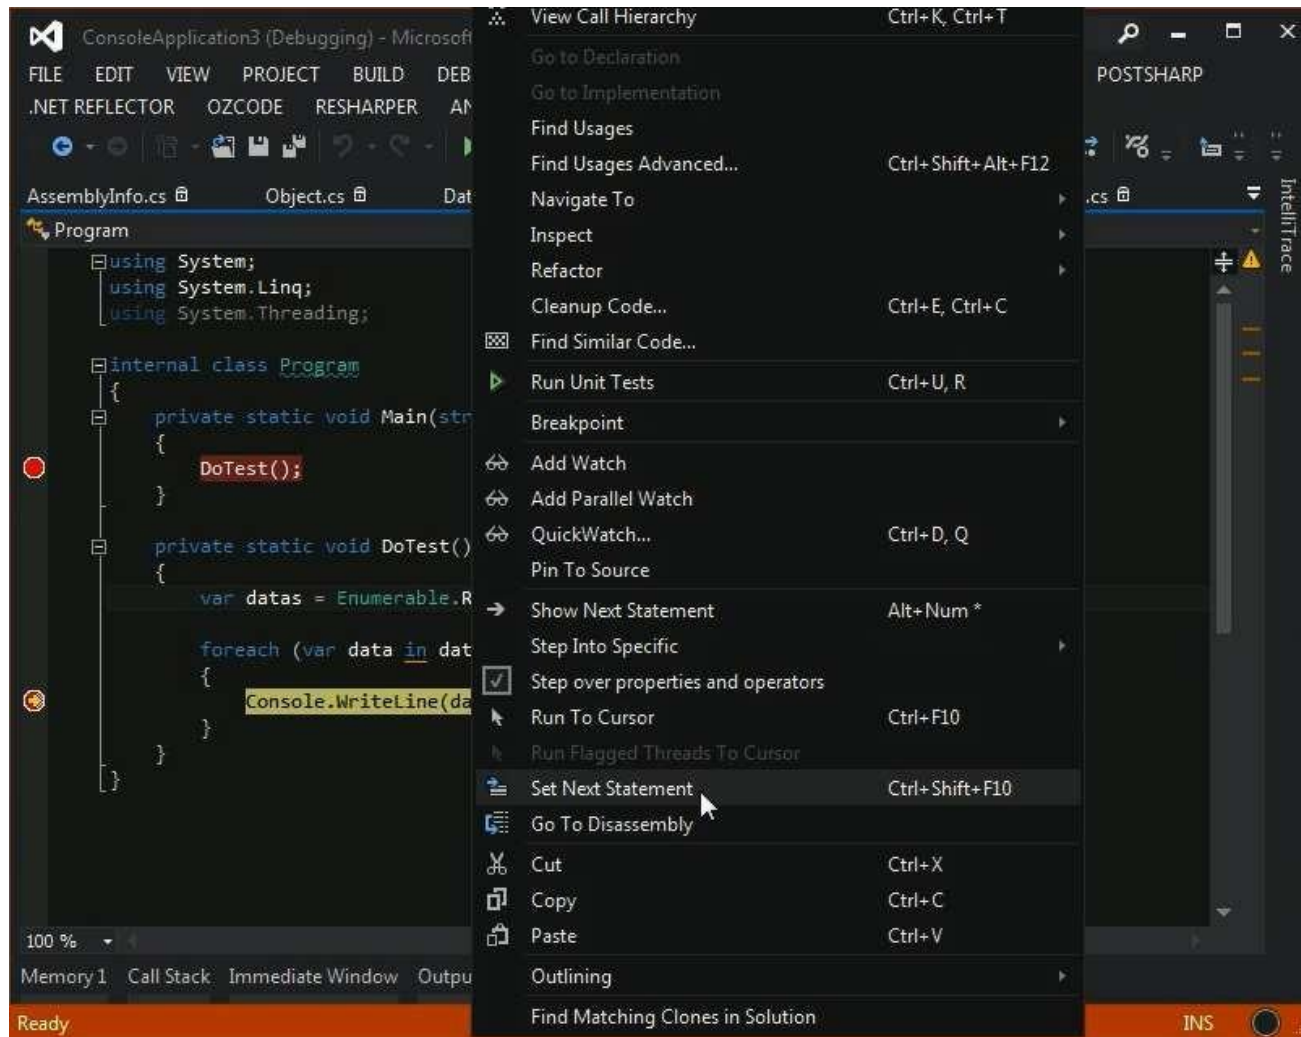 ConsoleApplication3 (Debugging) - Microsoft
FILE EDIT VIEW PROJECT BUILD DEB
POSTSHARP
.NET REFLECTOR OZCODE RESHARPER AN
AssemblyInfo.cs Object.cs Dat
.cs
IntelliTrace
Program
using System;
using System.Linq;
using System.Threading;
internal class Program
{
private static void Main(str
{
DoTest();
}
private static void DoTest()
{
var datas = Enumerable.R
foreach (var data in dat
{
Console.WriteLine(da
}
}
}
100 %
Memory 1 Call Stack Immediate Window Outpu
Ready
INS
View Call Hierarchy Ctrl+K, Ctrl+T
Go to Declaration
Go to Implementation
Find Usages
Find Usages Advanced... Ctrl+Shift+Alt+F12
Navigate To
Inspect
Refactor
Cleanup Code... Ctrl+E, Ctrl+C
Find Similar Code...
Run Unit Tests Ctrl+U, R
Breakpoint
Add Watch
Add Parallel Watch
QuickWatch... Ctrl+D, Q
Pin To Source
Show Next Statement Alt+Num *
Step Into Specific
Step over properties and operators
Run To Cursor Ctrl+F10
Run Flagged Threads To Cursor
Set Next Statement Ctrl+Shift+F10
Go To Disassembly
Cut Ctrl+X
Copy Ctrl+C
Paste Ctrl+V
Outlining
Find Matching Clones in Solution